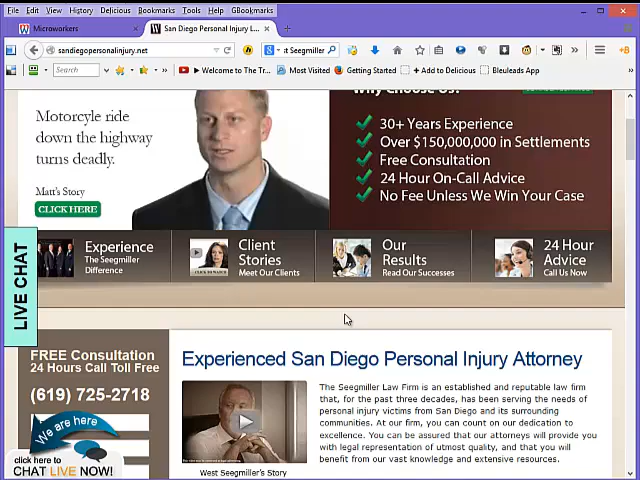 File Edit View History Delicious Bookmarks Tools Help GBookmarks
Microworkers
San Diego Personal Injury L...
sandiegopersonalinjury.net
:t Seegmiller
Search
Welcome to The Tr...
Most Visited
Getting Started
+ Add to Delicious
Bleuleads App
Motorcyle ride
down the highway
turns deadly.
Matt's Story
CLICK HERE
Why Choose Us?
30+ Years Experience
Over $150,000,000 in Settlements
Free Consultation
24 Hour On-Call Advice
No Fee Unless We Win Your Case
LIVE CHAT
Experience
The Seegmiller
Difference
Client
Stories
Meet Our Clients
Our
Results
Read Our Successes
24 Hour
Advice
Call Us Now
FREE Consultation
24 Hours Call Toll Free
(619) 725-2718
We are here
click here to
CHAT LIVE NOW!
Experienced San Diego Personal Injury Attorney
West Seegmiller's Story
The Seegmiller Law Firm is an established and reputable law firm
that, for the past three decades, has been serving the needs of
personal injury victims from San Diego and its surrounding
communities. At our firm, you can count on our dedication to
excellence. You can be assured that our attorneys will provide you
with legal representation of utmost quality, and that you will
benefit from our vast knowledge and extensive resources.